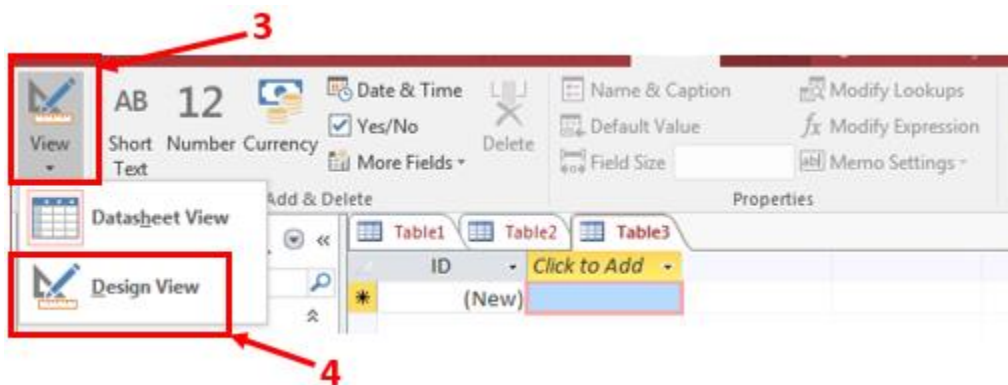 3
AB 12 Date & Time Name & Caption Modify Lookups
View Short Number Currency Yes/No Delete Default Value fx Modify Expression
Text More Fields Field Size ab Memo Settings
Add & Delete Properties
Datasheet View Table1 Table2 Table3
ID Click to Add
Design View * (New)
4